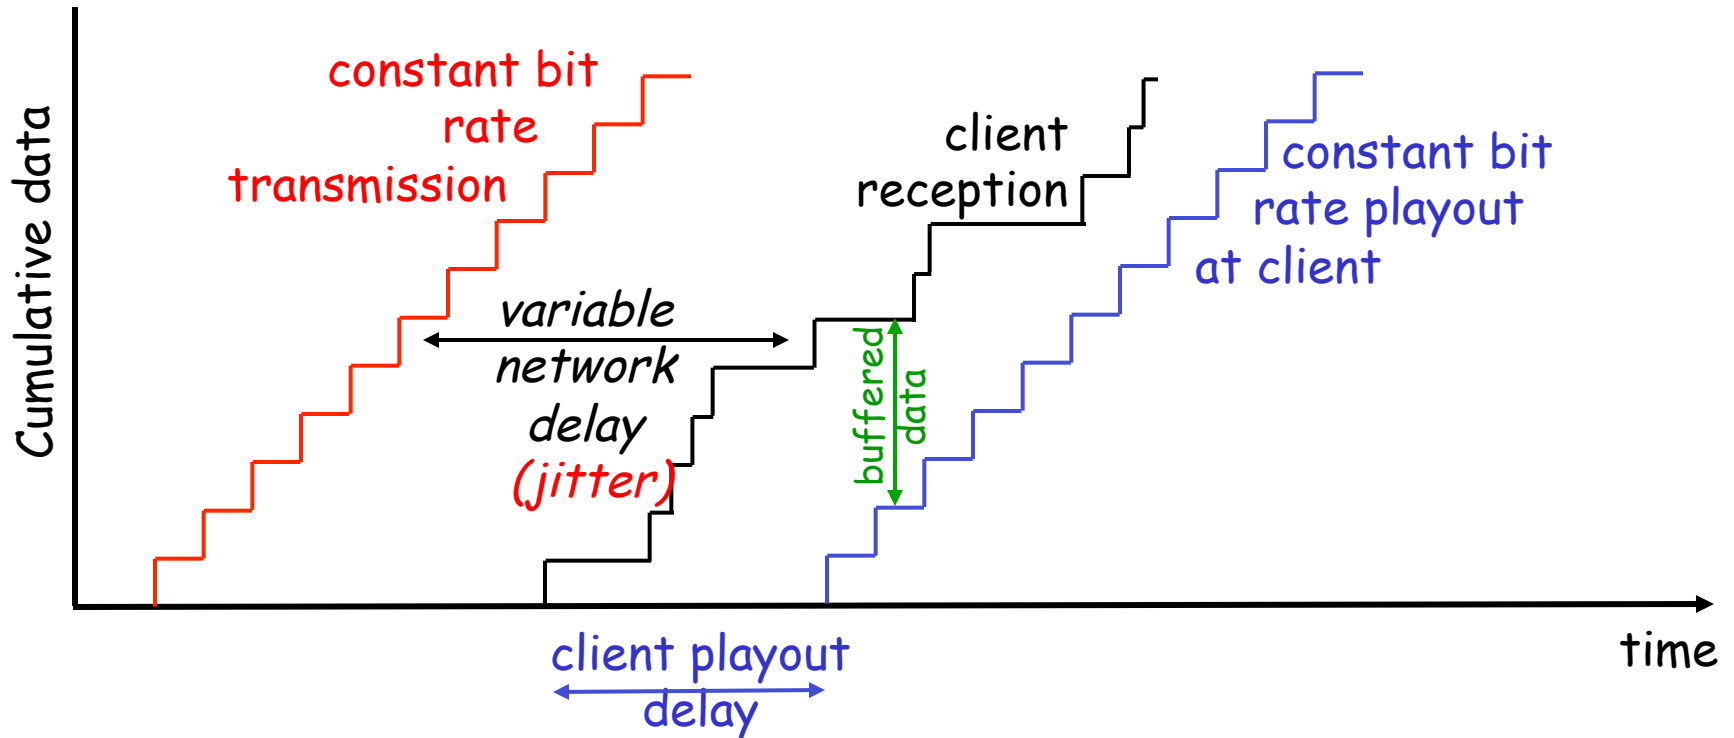 constant bit
rate
transmission
Cumulative data
client
reception
constant bit
rate playout
at client
variable
network
delay
(jitter)
buffered
data
time
client playout
delay